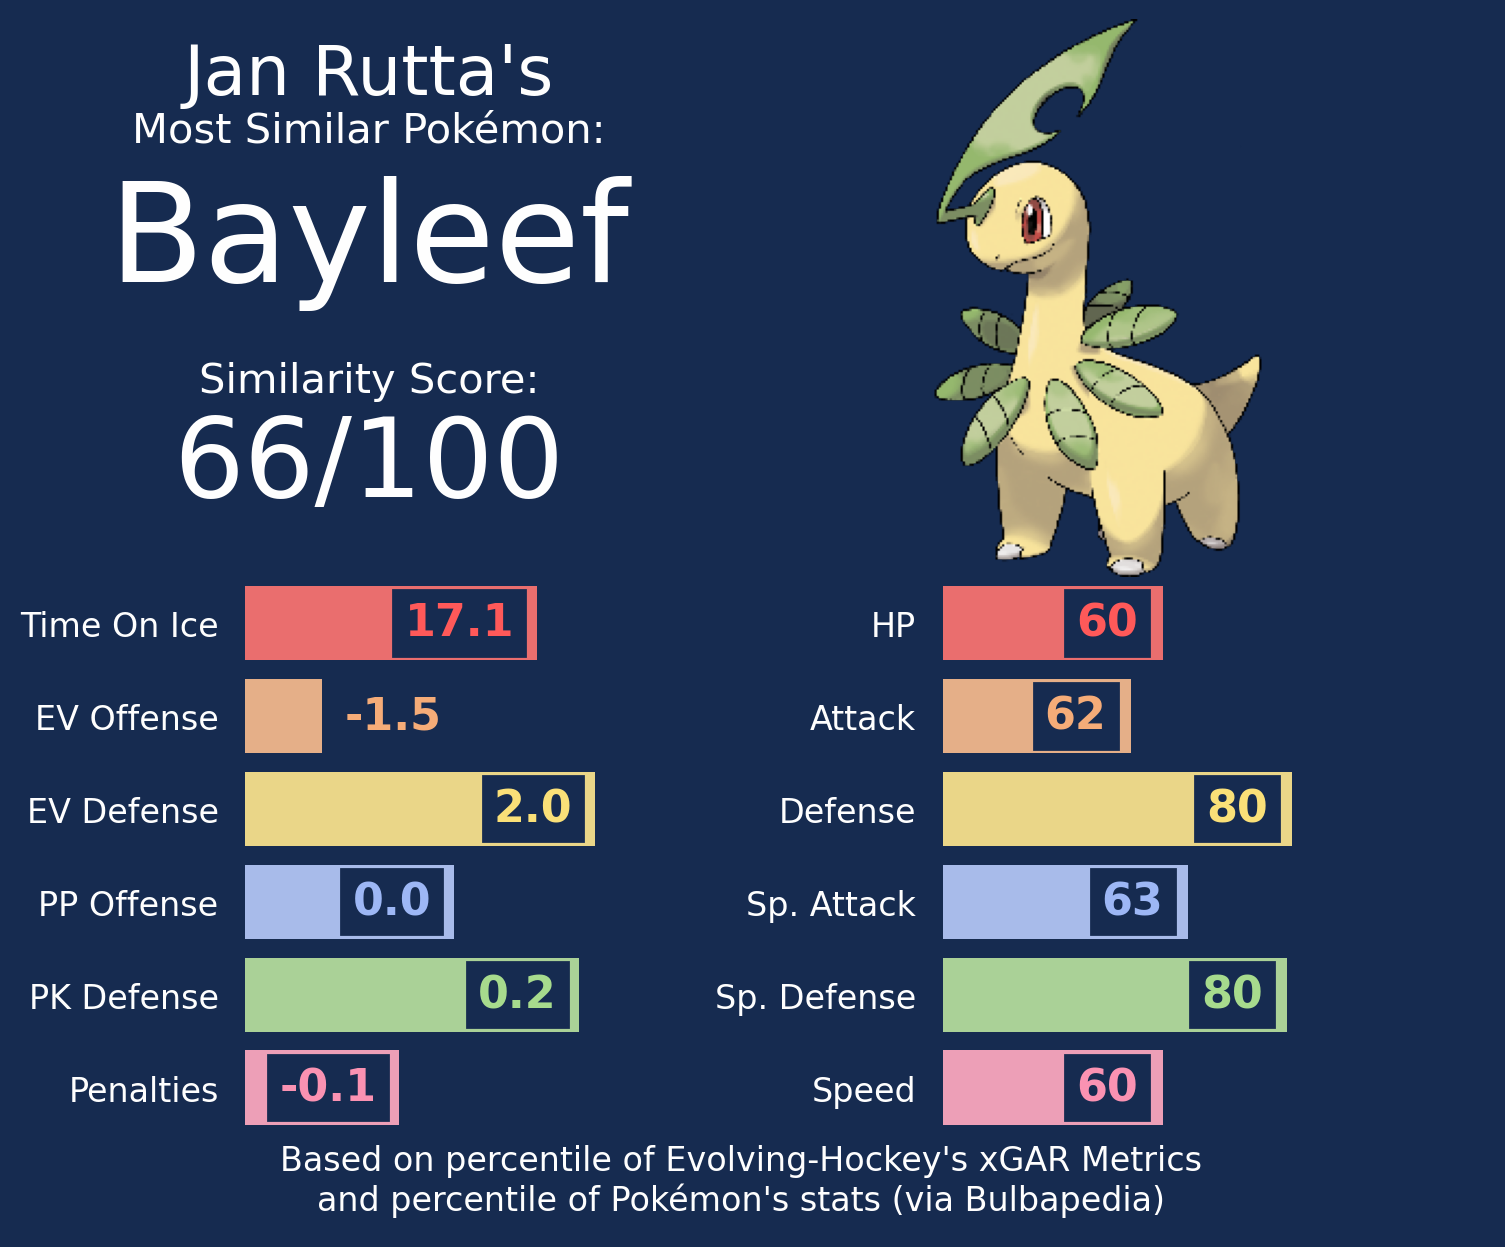 Jan Rutta's
Most Similar Pokémon:
Bayleef
Similarity Score:
66/100
Time On Ice 17.1
EV Offense -1.5
EV Defense 2.0
PP Offense 0.0
PK Defense 0.2
Penalties -0.1
HP 60
Attack 62
Defense 80
Sp. Attack 63
Sp. Defense 80
Speed 60
Based on percentile of Evolving-Hockey's xGAR Metrics
and percentile of Pokémon's stats (via Bulbapedia)